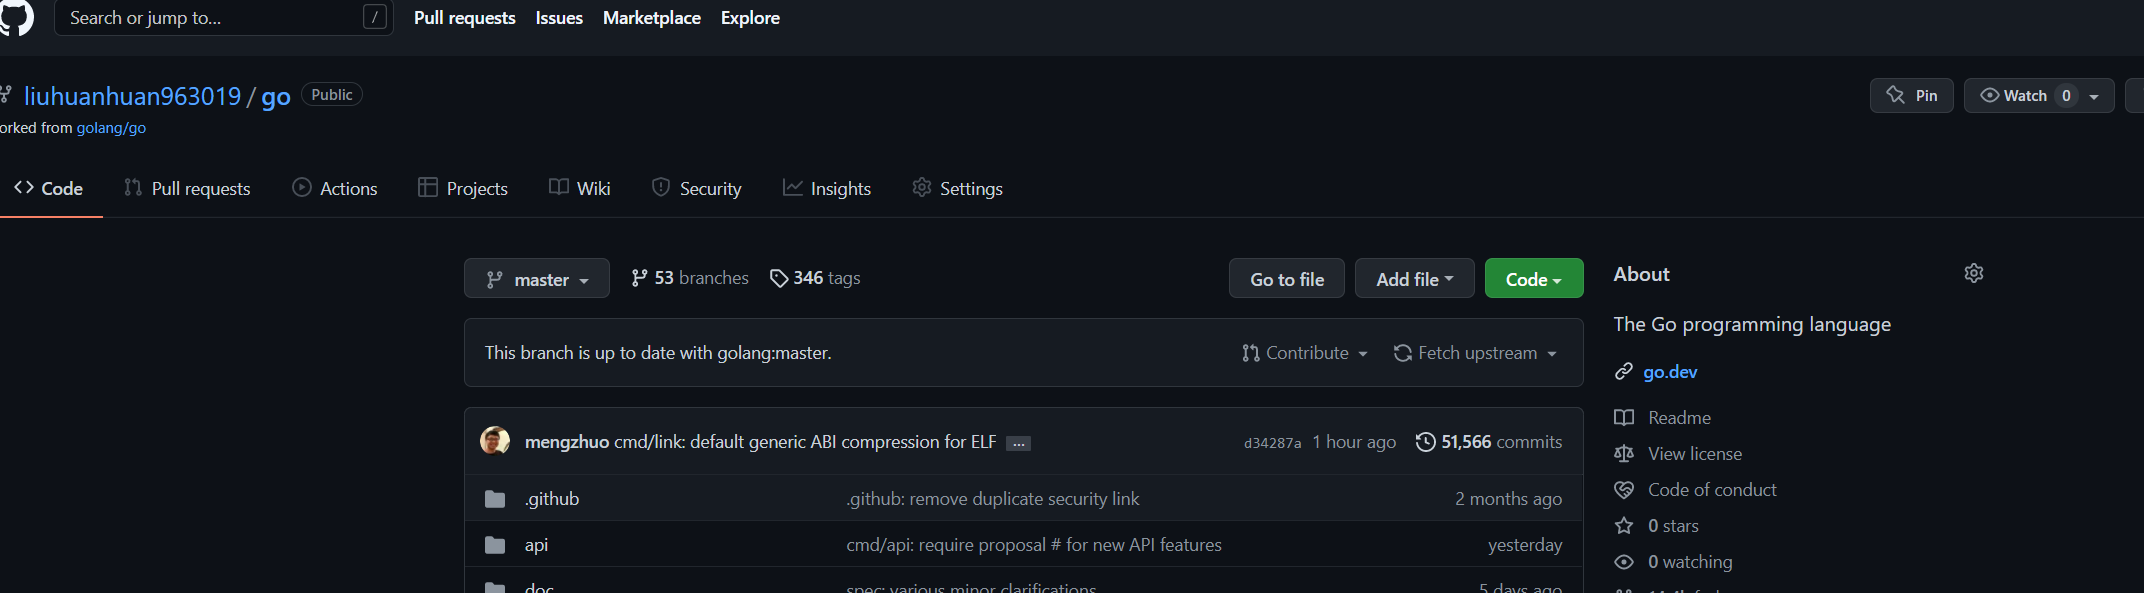 Search or jump to... / Pull requests Issues Marketplace Explore
liuhuanhuan963019 / go Public Pin Watch 0
orked from golang/go
Code Pull requests Actions Projects Wiki Security Insights Settings
master 53 branches 346 tags Go to file Add file Code About
The Go programming language
This branch is up to date with golang:master. Contribute Fetch upstream
go.dev
Readme
mengzhuo cmd/link: default generic ABI compression for ELF ... d34287a 1 hour ago 51,566 commits
View license
.github .github: remove duplicate security link 2 months ago
Code of conduct
0 stars
api cmd/api: require proposal # for new API features yesterday
0 watching
doc spec: various minor clarifications 5 days ago